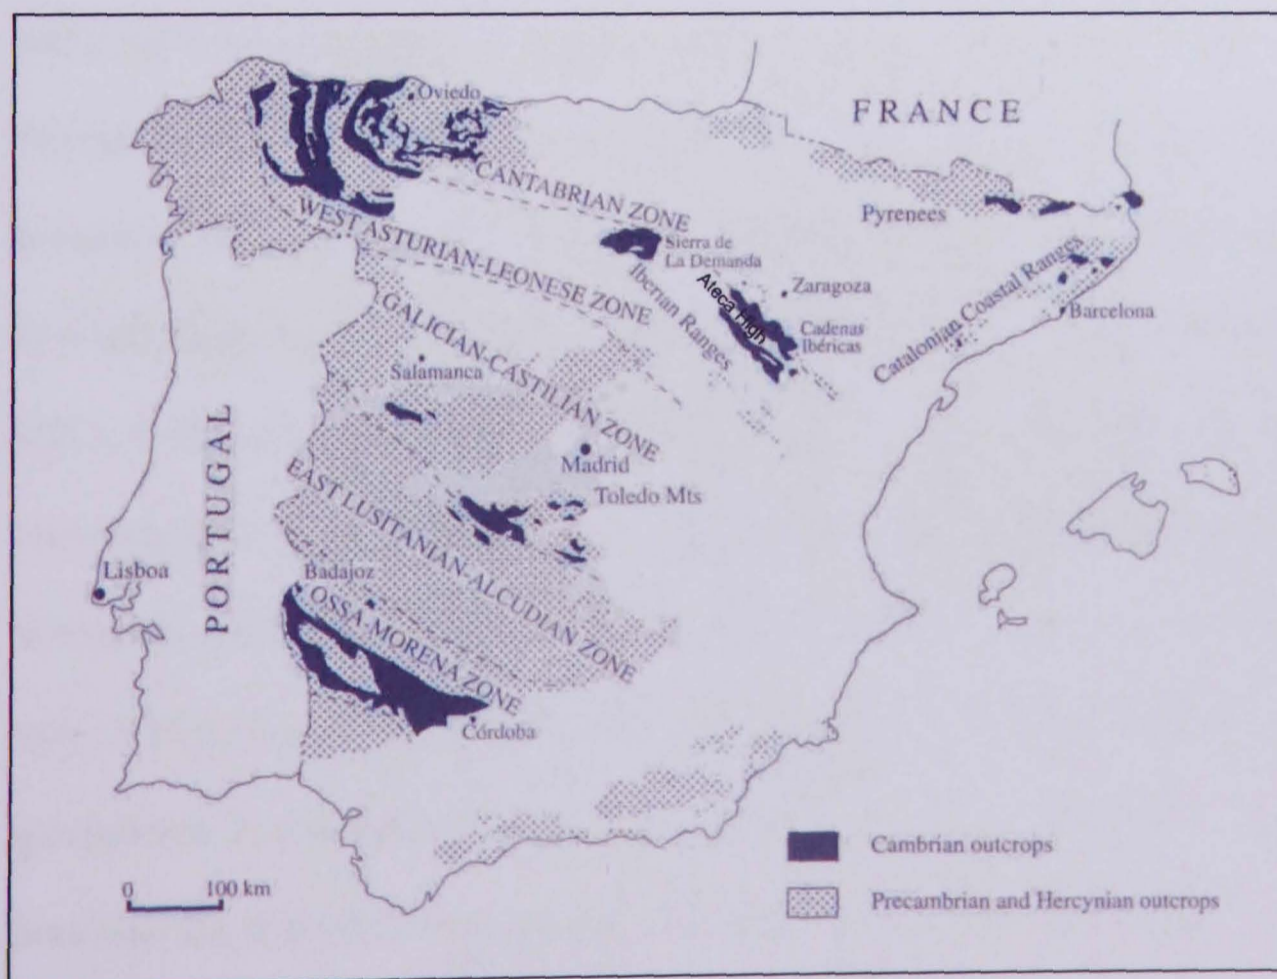 FRANCE
Oviedo
CANTABRIAN ZONE
WEST ASTURIAN-LEONESE ZONE
Pyrenees
Sierra de
La Demanda
Iberian Ranges
Ateca High
Zaragoza
Cadenas
Ibéricas
Catalonian Coastal Ranges
Barcelona
GALICIAN-CASTILIAN ZONE
Salamanca
Madrid
Toledo Mts
EAST LUSITANIAN-ALCUDIAN ZONE
PORTUGAL
Lisboa
Badajoz
OSSA-MORENA ZONE
Córdoba
Cambrian outcrops
0 100 km
Precambrian and Hercynian outcrops